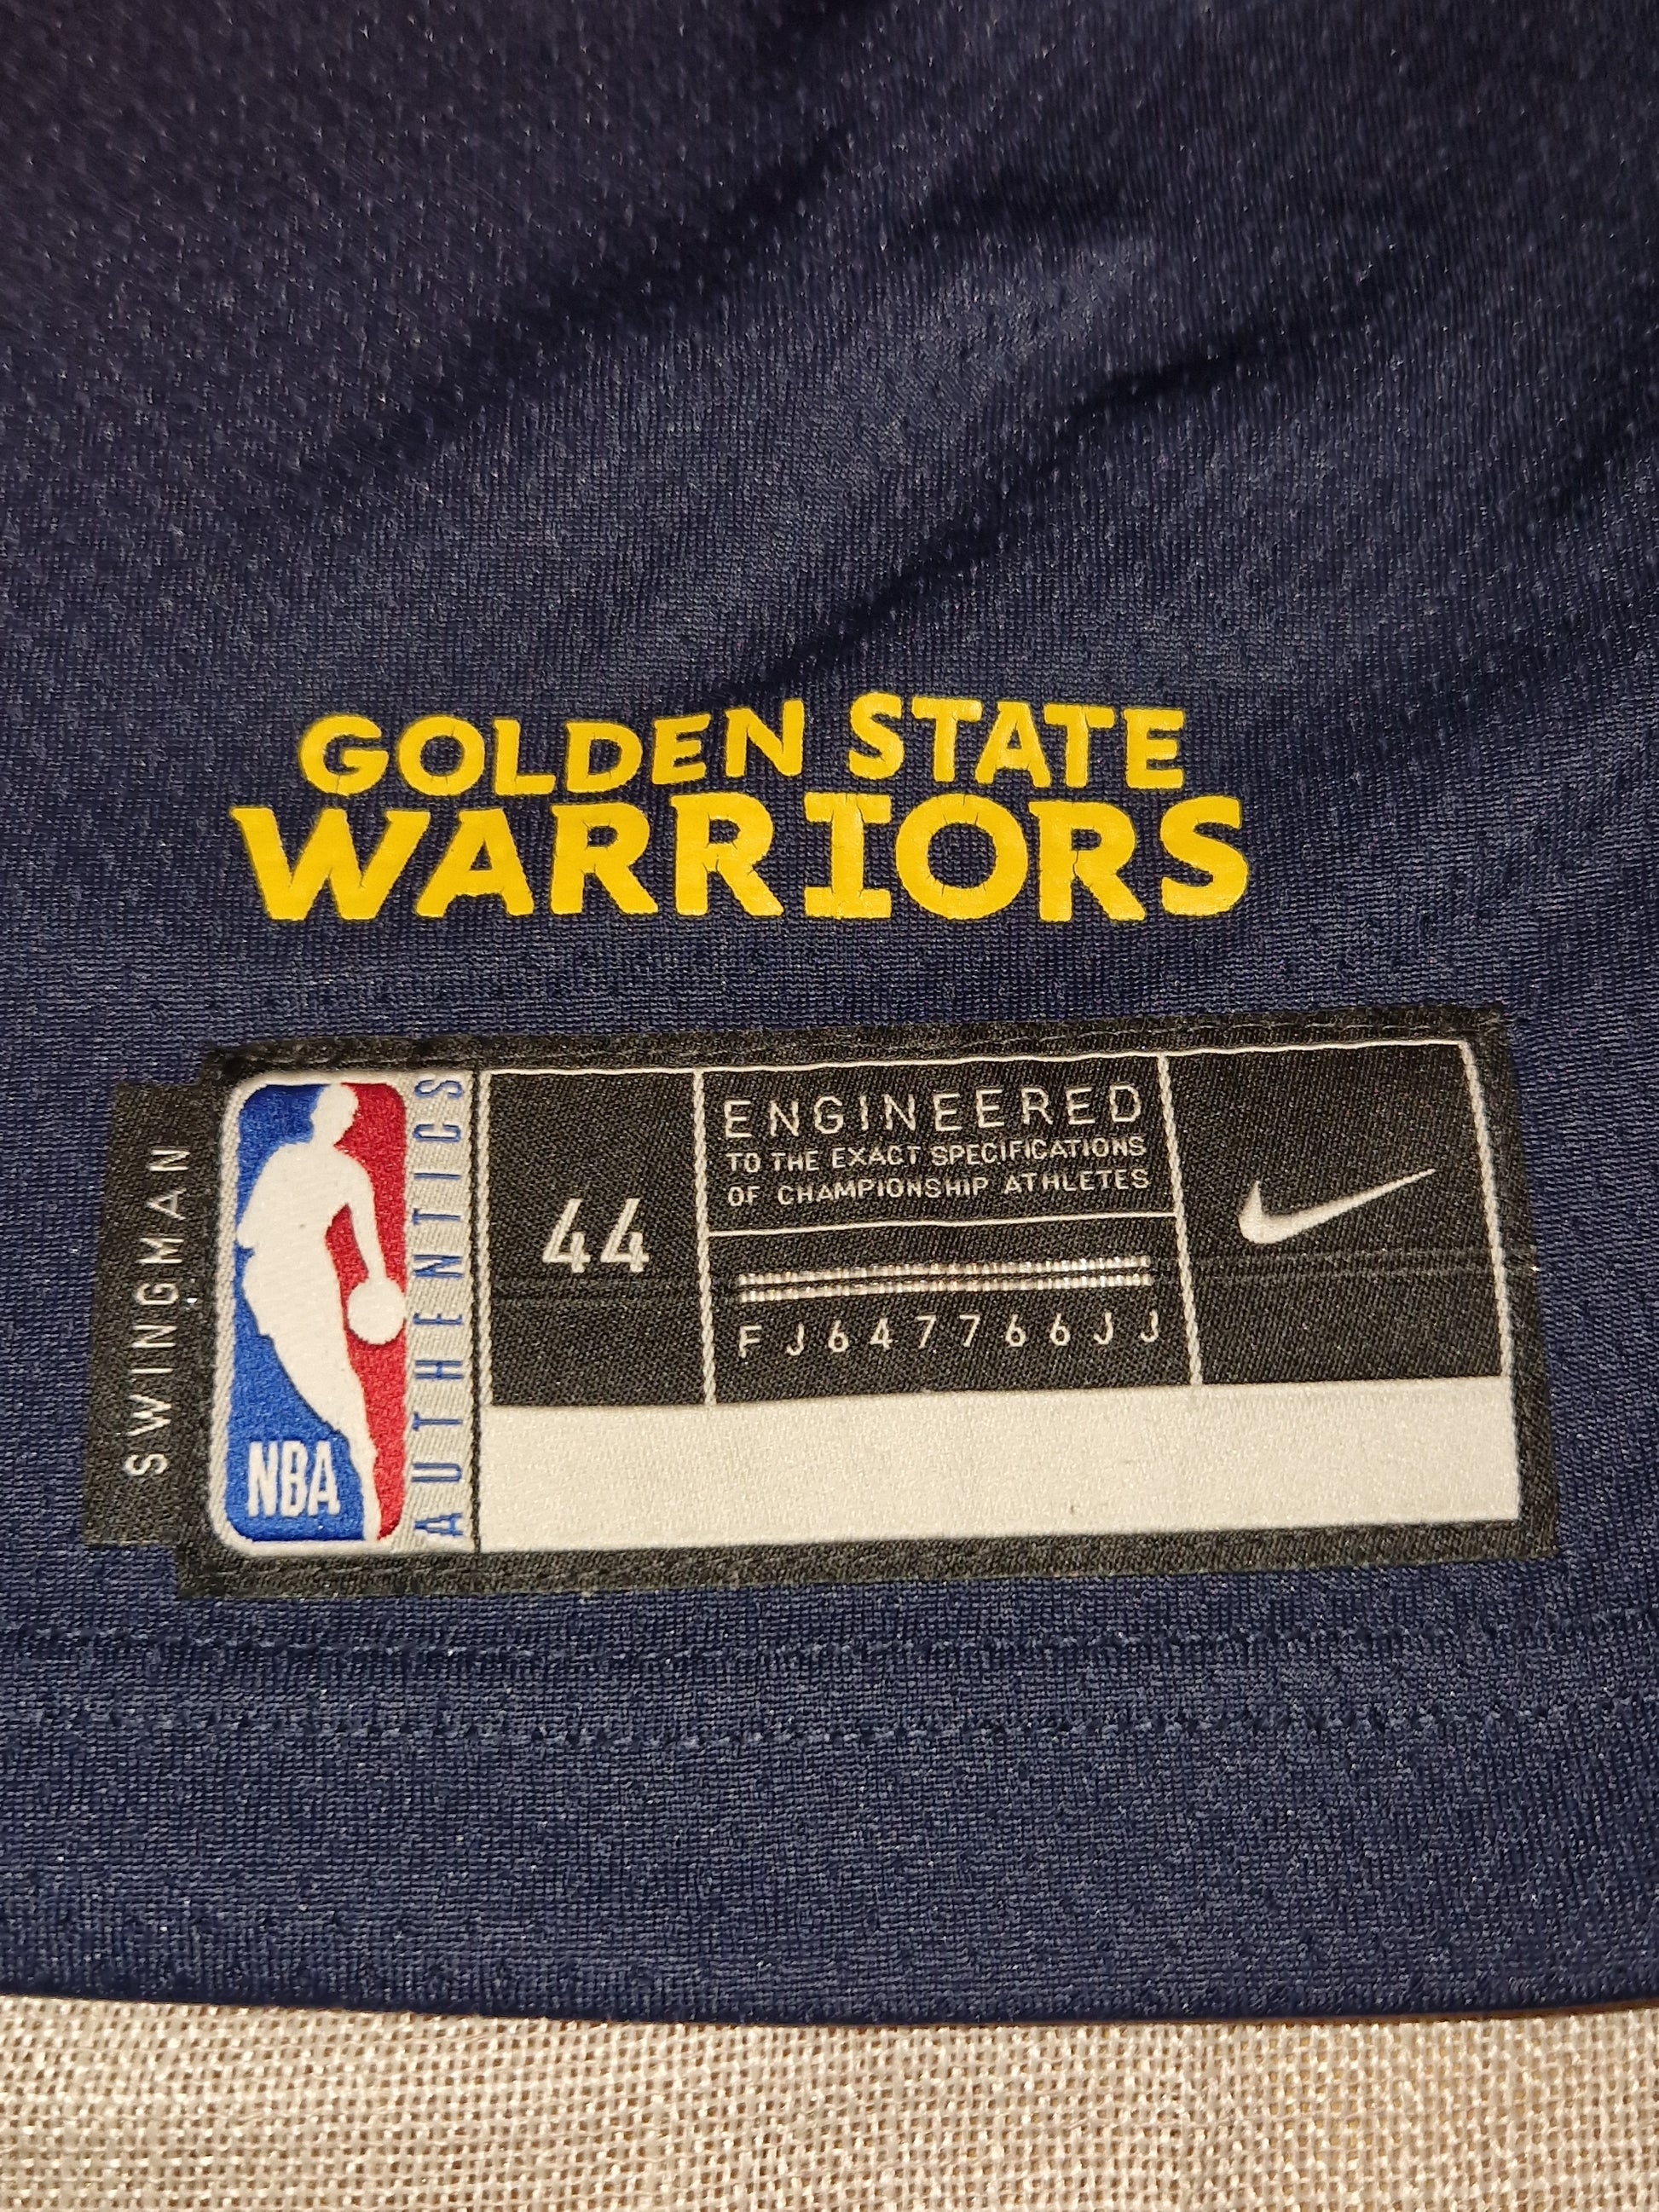 GOLDEN STATE
WARRIORS
SWINGMAN
NBA
AUTHENTICS
44
ENGINEERED
TO THE EXACT SPECIFICATIONS
OF CHAMPIONSHIP ATHLETES
FJ647766JJ